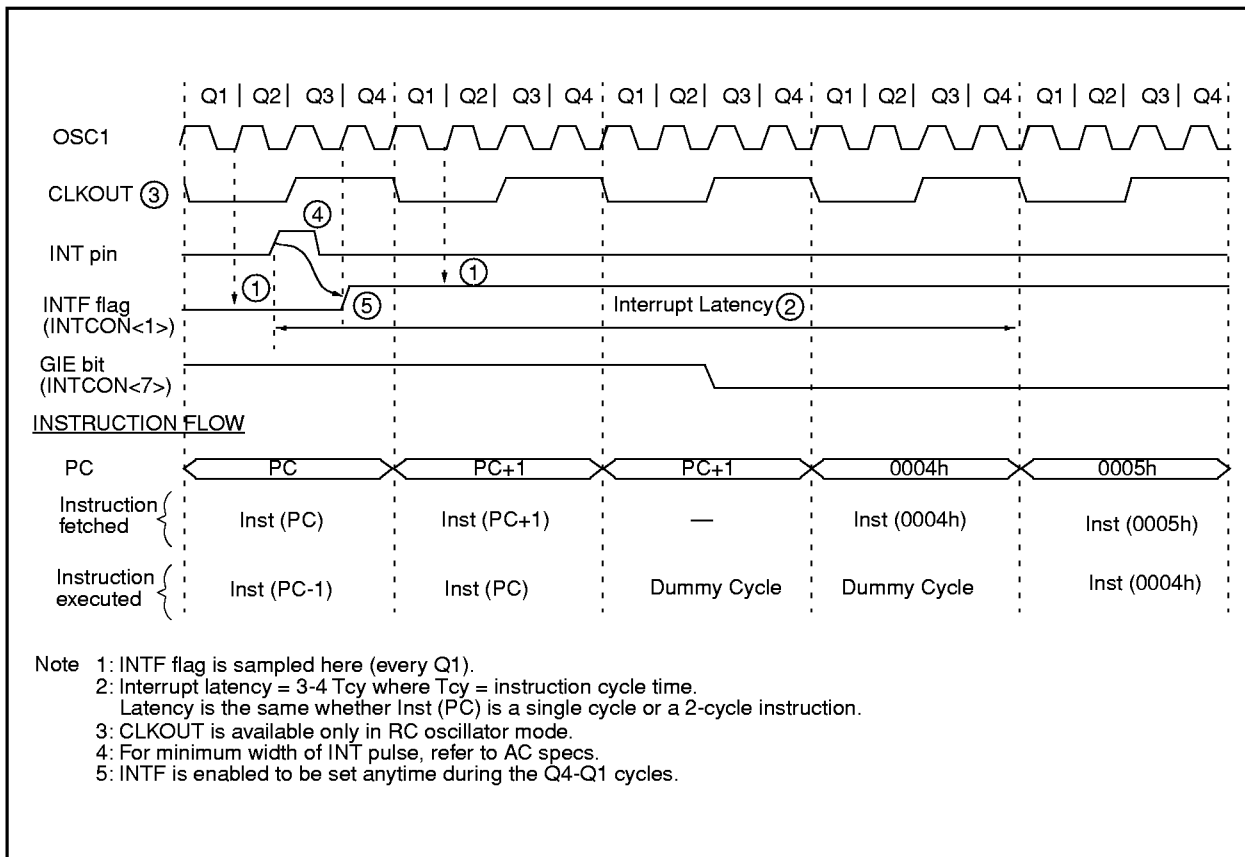 Q1 | Q2 | Q3 | Q4 Q1 | Q2 | Q3 | Q4 Q1 | Q2 | Q3 | Q4 Q1 | Q2 | Q3 | Q4 Q1 | Q2 | Q3 | Q4
OSC1
CLKOUT ③
④
INT pin
① ①
INTF flag
(INTCON<1>)
⑤
Interrupt Latency ②
GIE bit
(INTCON<7>)
INSTRUCTION FLOW
PC PC PC+1 PC+1 0004h 0005h
Instruction
fetched
Inst (PC) Inst (PC+1) — Inst (0004h) Inst (0005h)
Instruction
executed
Inst (PC-1) Inst (PC) Dummy Cycle Dummy Cycle Inst (0004h)
Note 1: INTF flag is sampled here (every Q1).
2: Interrupt latency = 3-4 Tcy where Tcy = instruction cycle time.
Latency is the same whether Inst (PC) is a single cycle or a 2-cycle instruction.
3: CLKOUT is available only in RC oscillator mode.
4: For minimum width of INT pulse, refer to AC specs.
5: INTF is enabled to be set anytime during the Q4-Q1 cycles.